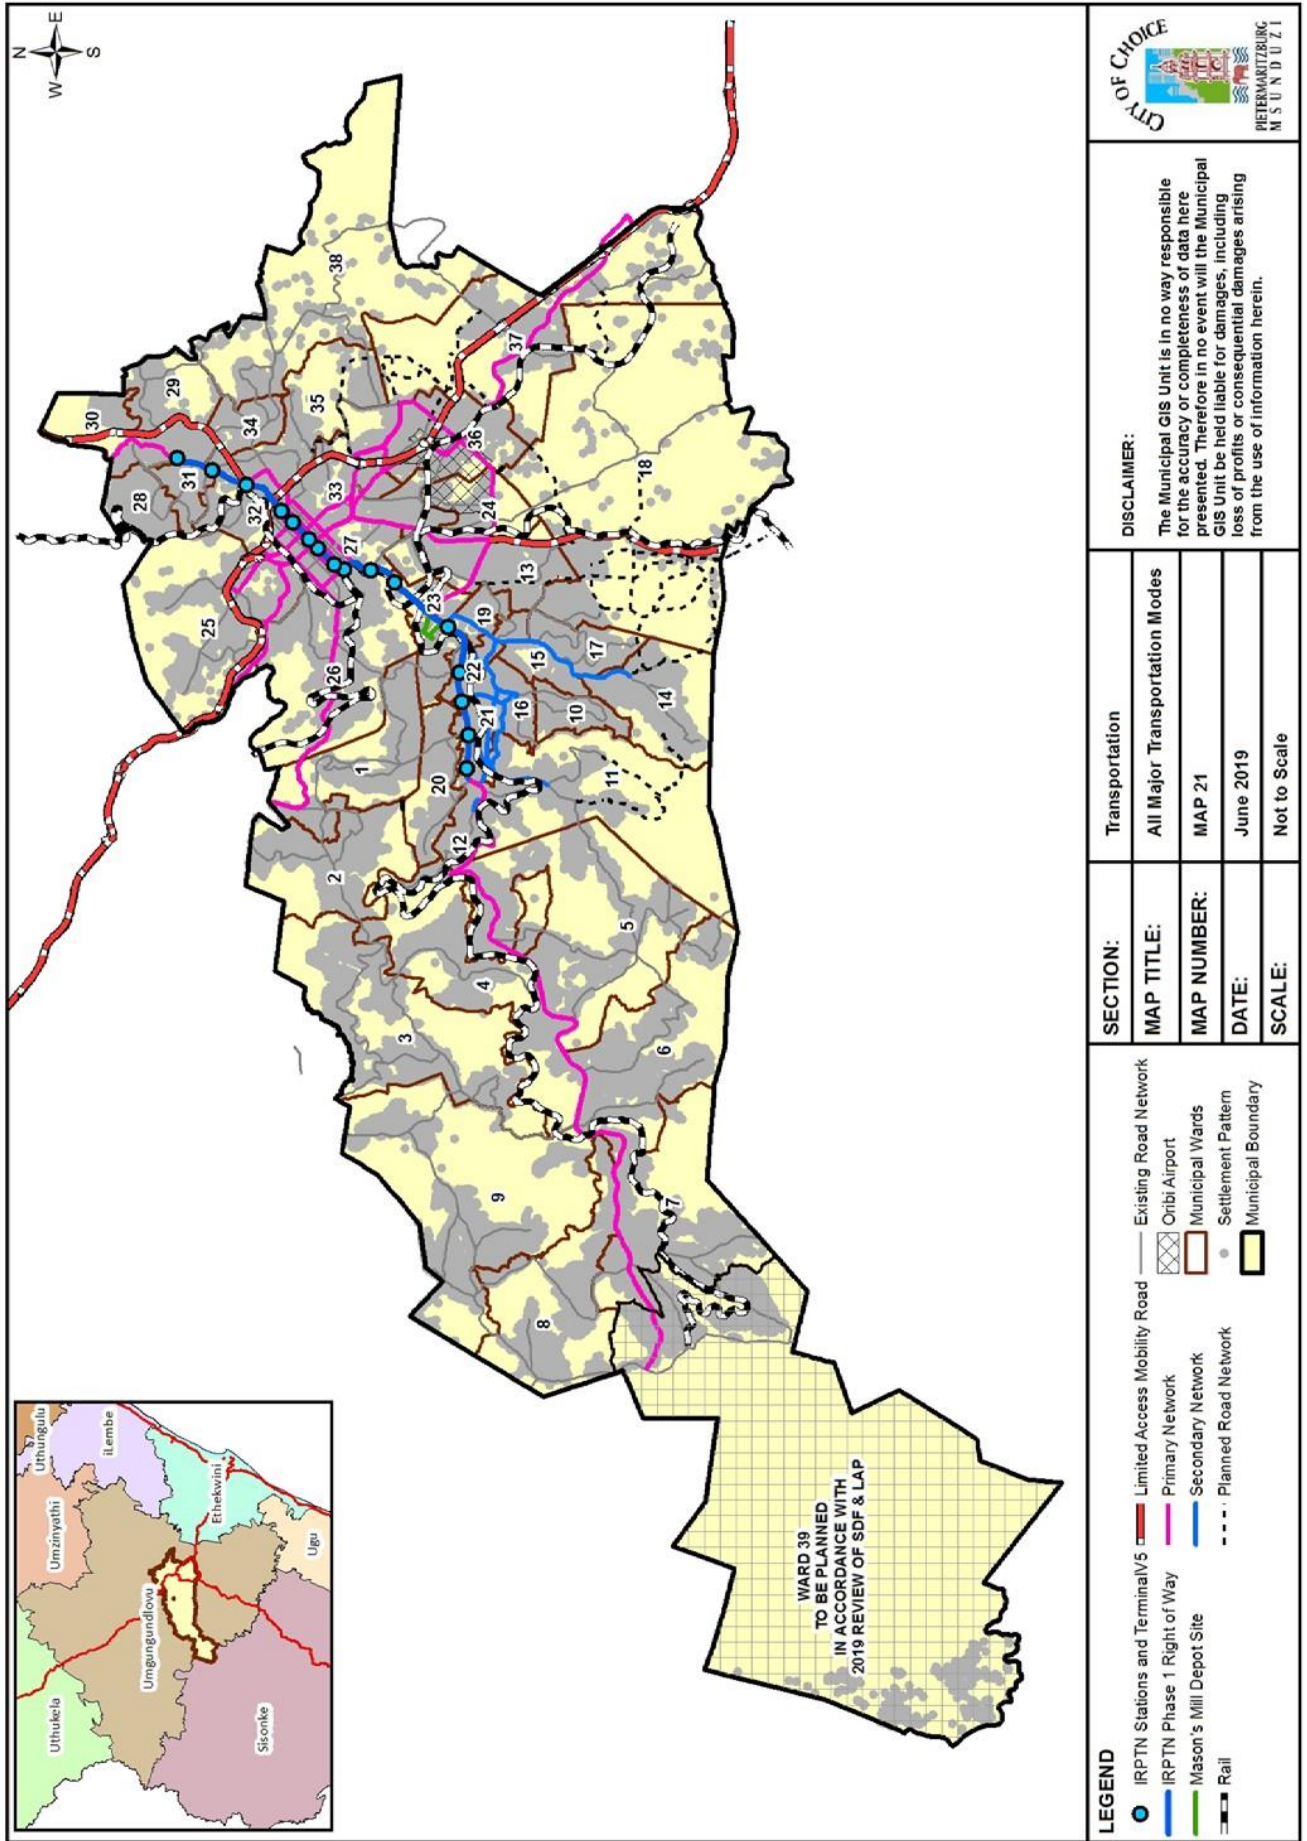 Uthukela
Umzinyathi
Uthungulu
iLembe
Umgungundlovu
Ethekwini
Sisonke
Ugu
N
W
E
S
30
29
28
31
34
38
32
35
25
33
27
26
36
37
24
23
13
18
19
22
15
17
1
21
16
10
14
20
11
2
12
5
4
3
6
9
7
8
WARD 39
TO BE PLANNED
IN ACCORDANCE WITH
2019 REVIEW OF SDF & LAP
LEGEND
IRPTN Stations and TerminalV5
IRPTN Phase 1 Right of Way
Mason's Mill Depot Site
Rail
Limited Access Mobility Road
Primary Network
Secondary Network
Planned Road Network
Existing Road Network
Oribi Airport
Municipal Wards
Settlement Pattern
Municipal Boundary
SECTION: Transportation
MAP TITLE: All Major Transportation Modes
MAP NUMBER: MAP 21
DATE: June 2019
SCALE: Not to Scale
DISCLAIMER:
The Municipal GIS Unit is in no way responsible
for the accuracy or completeness of data here
presented. Therefore in no event will the Municipal
GIS Unit be held liable for damages, including
loss of profits or consequential damages arising
from the use of information herein.
CITY OF CHOICE
PIETERMARITZBURG
MSUNDUZI